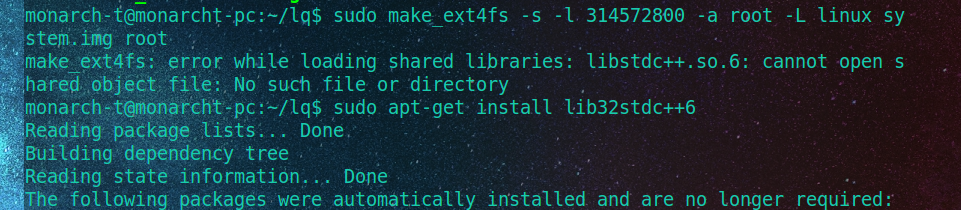 monarch-t@monarcht-pc:~/lq$ sudo make_ext4fs -s -l 314572800 -a root -L linux sy
stem.img root
make_ext4fs: error while loading shared libraries: libstdc++.so.6: cannot open s
hared object file: No such file or directory
monarch-t@monarcht-pc:~/lq$ sudo apt-get install lib32stdc++6
Reading package lists... Done
Building dependency tree
Reading state information... Done
The following packages were automatically installed and are no longer required: